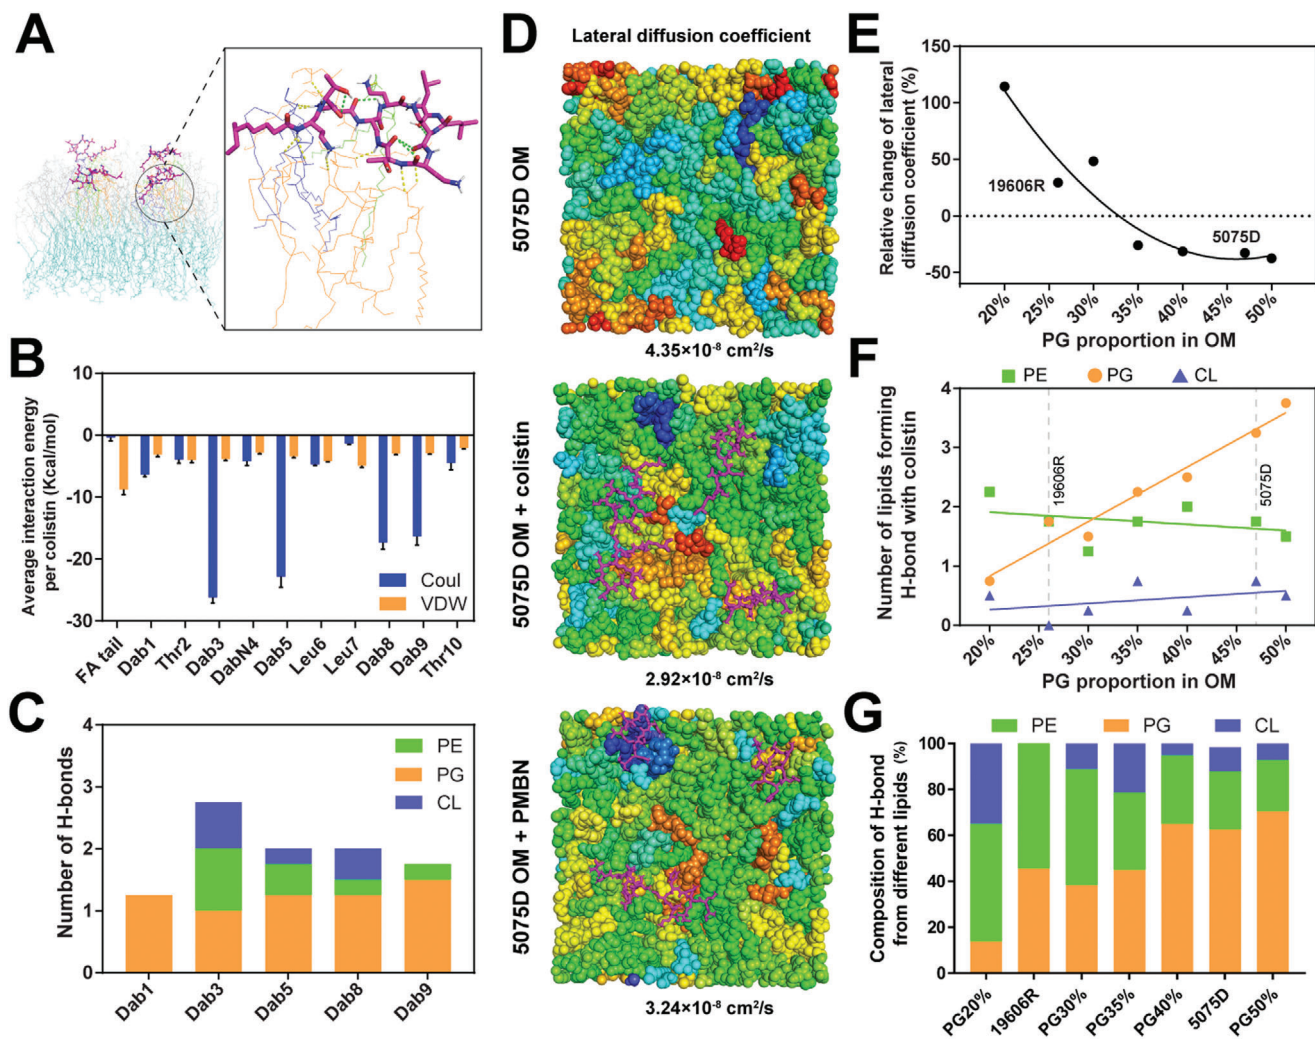 A
B
Average interaction energy
per colistin (Kcal/mol)
10
0
-10
-20
-30
Coul
VDW
FA tail
Dab1
Thr2
Dab3
DabN4
Dab5
Leu6
Leu7
Dab8
Dab9
Thr10
C
Number of H-bonds
4
3
2
1
0
PE
PG
CL
Dab1
Dab3
Dab5
Dab8
Dab9
D
Lateral diffusion coefficient
5075D OM
4.35×10⁻⁸ cm²/s
5075D OM + colistin
2.92×10⁻⁸ cm²/s
5075D OM + PMBN
3.24×10⁻⁸ cm²/s
E
Relative change of lateral
diffusion coefficient (%)
150
100
50
0
-50
19606R
5075D
20%
25%
30%
35%
40%
45%
50%
PG proportion in OM
F
PE
PG
CL
Number of lipids forming
H-bond with colistin
4
3
2
1
0
19606R
5075D
20%
25%
30%
35%
40%
45%
50%
PG proportion in OM
G
PE
PG
CL
Composition of H-bond
from different lipids (%)
100
80
60
40
20
0
PG20%
19606R
PG30%
PG35%
PG40%
5075D
PG50%